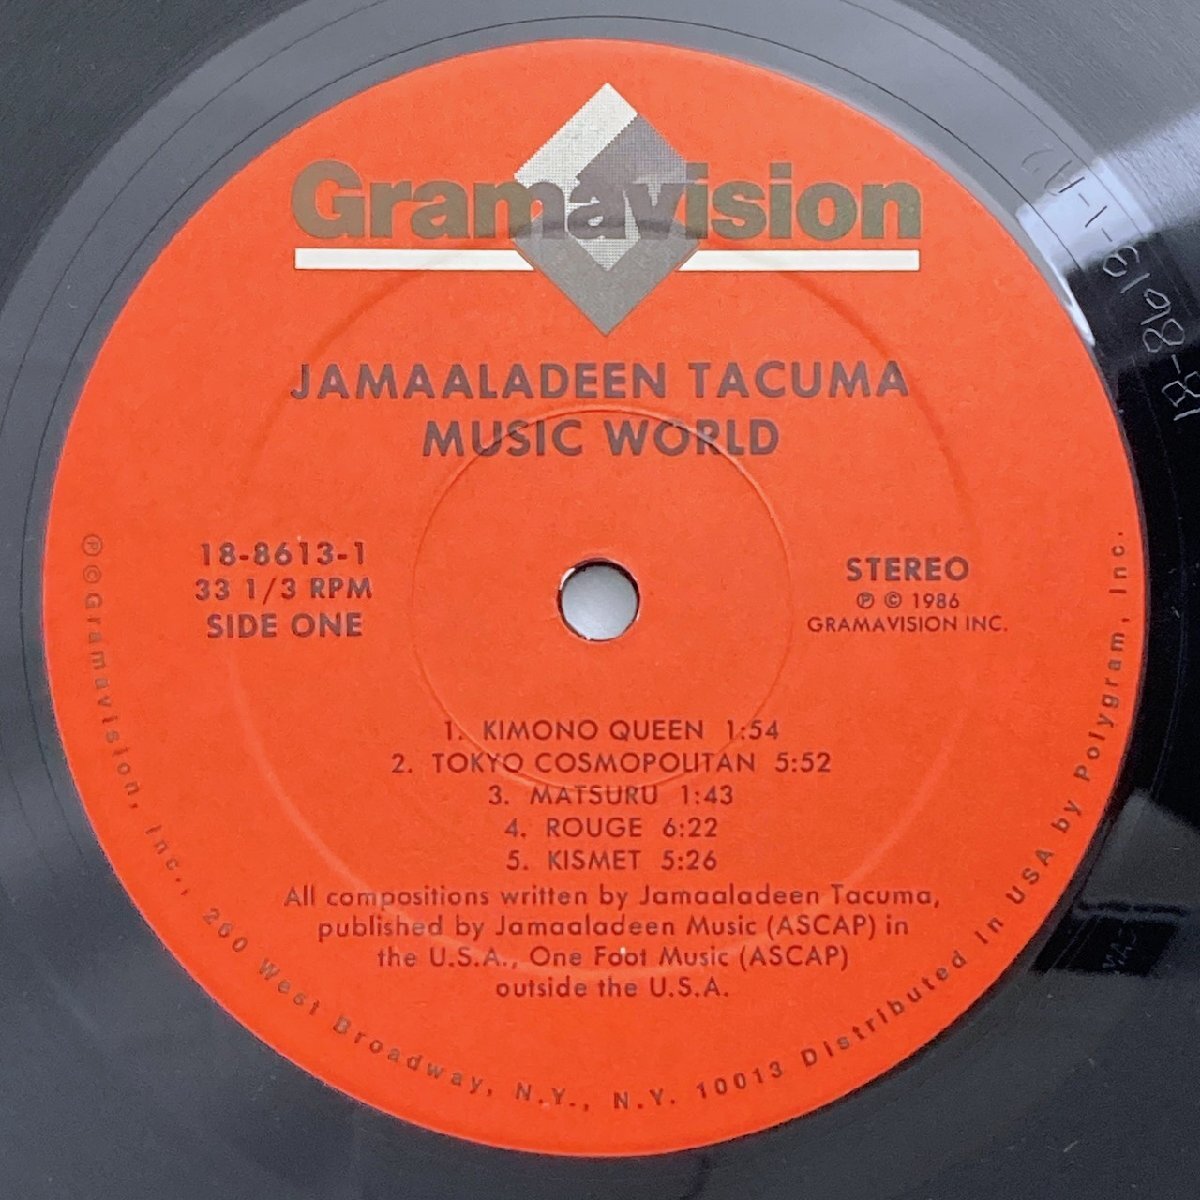 Gramavision
JAMAALADEEN TACUMA
MUSIC WORLD
18-8613-1
33 1/3 RPM
SIDE ONE
STEREO
℗ © 1986
GRAMAVISION INC.
1. KIMONO QUEEN 1:54
2. TOKYO COSMOPOLITAN 5:52
3. MATSURU 1:43
4. ROUGE 6:22
5. KISMET 5:26
All compositions written by Jamaaladeen Tacuma,
published by Jamaaladeen Music (ASCAP) in
the U.S.A., One Foot Music (ASCAP)
outside the U.S.A.
℗©Gramavision, Inc., 260 West Broadway, N.Y., N.Y. 10013 Distributed in USA by Polygram, Inc.